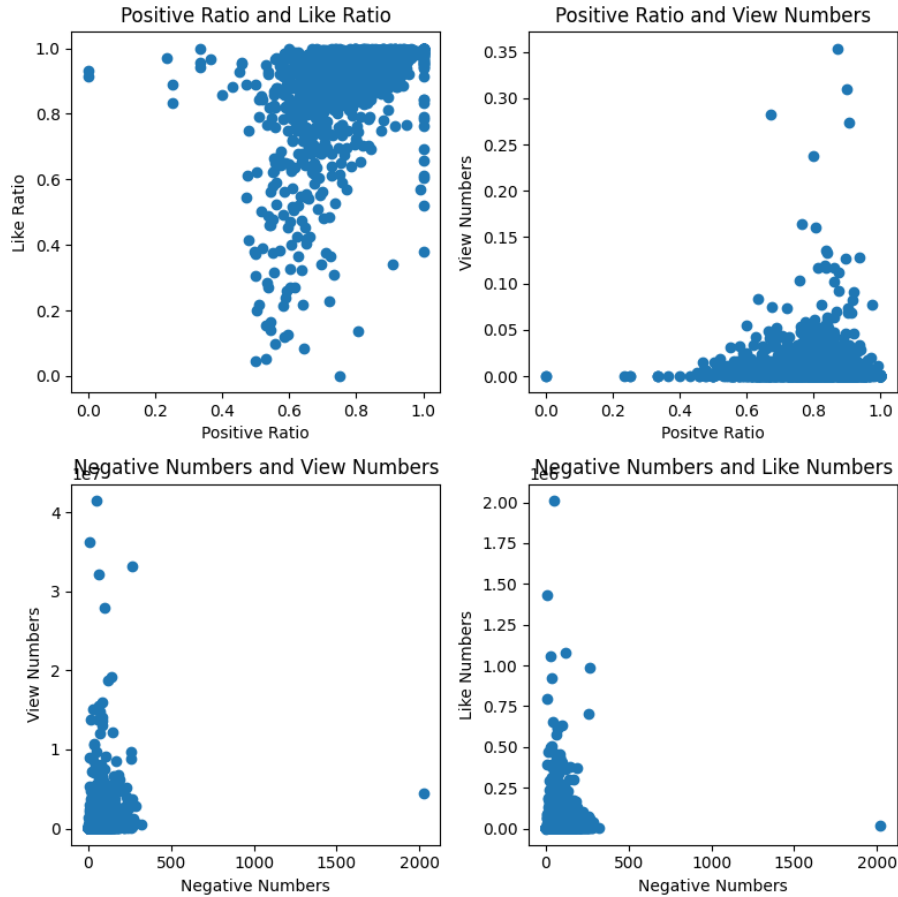 Positive Ratio and Like Ratio
1.0
0.8
0.6
0.4
0.2
0.0
Like Ratio
0.0 0.2 0.4 0.6 0.8 1.0
Positive Ratio
Positive Ratio and View Numbers
0.35
0.30
0.25
0.20
0.15
0.10
0.05
0.00
View Numbers
0.0 0.2 0.4 0.6 0.8 1.0
Positve Ratio
Negative Numbers and View Numbers
1e7
4
3
2
1
0
View Numbers
0 500 1000 1500 2000
Negative Numbers
Negative Numbers and Like Numbers
1e6
2.00
1.75
1.50
1.25
1.00
0.75
0.50
0.25
0.00
Like Numbers
0 500 1000 1500 2000
Negative Numbers